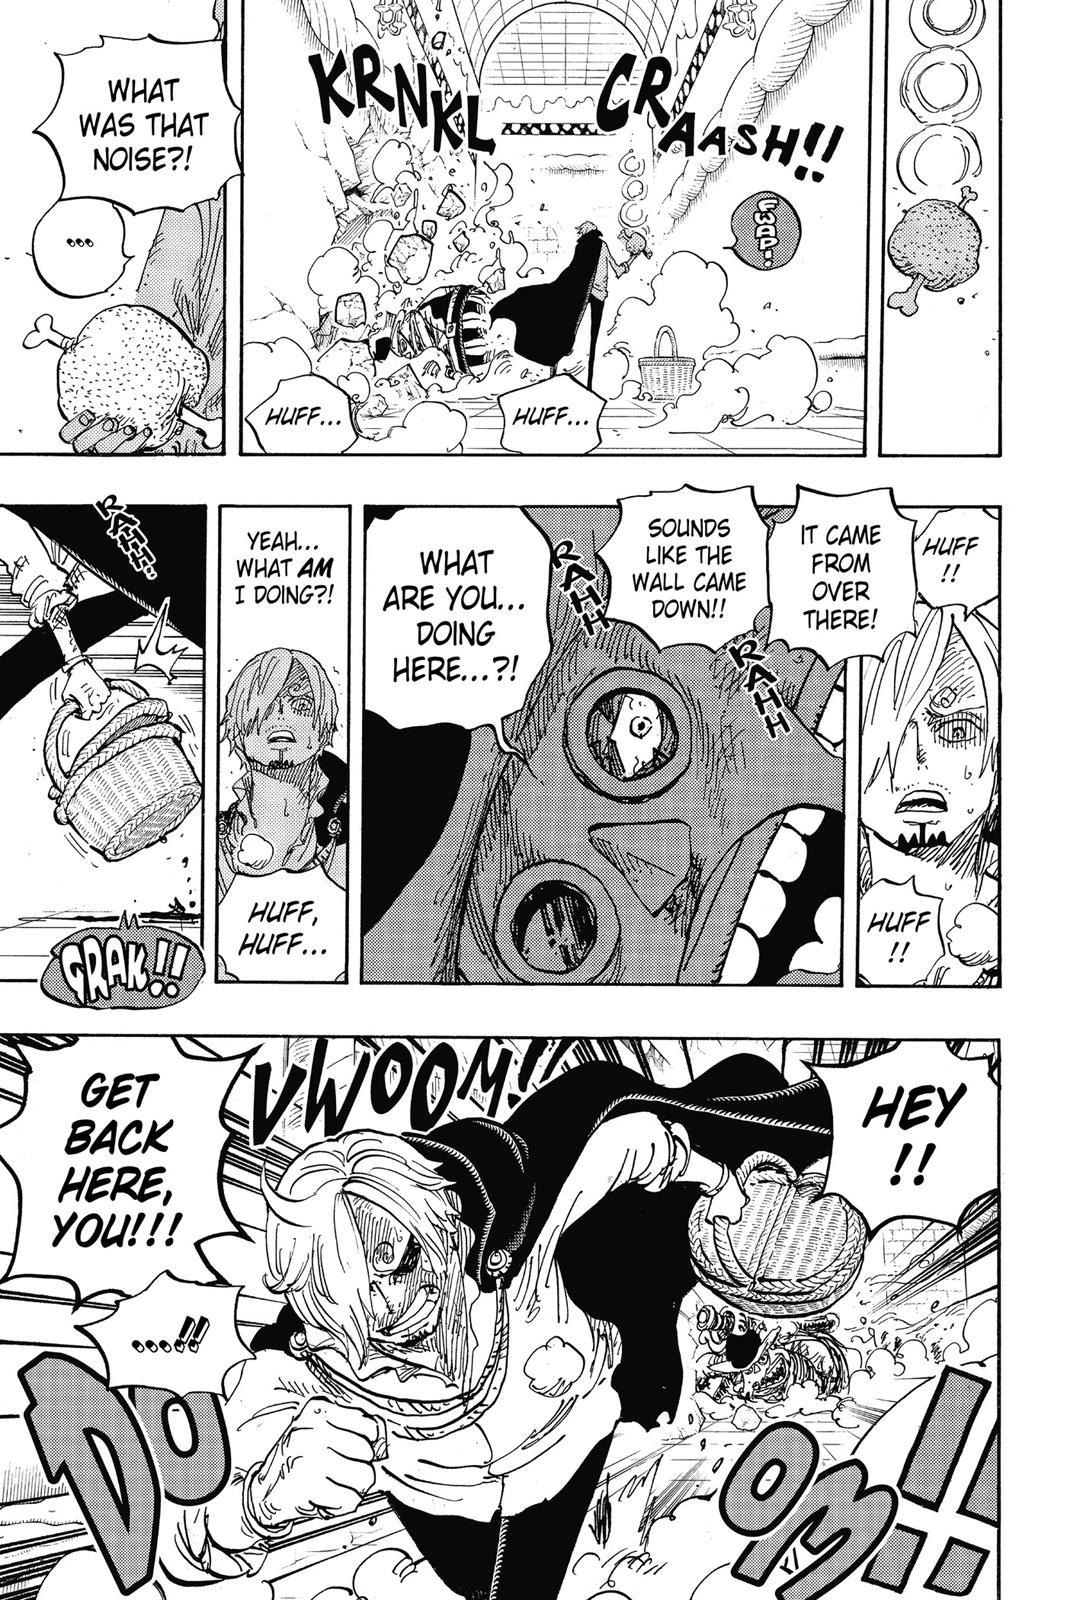 FWAP!
KRNKL
CRAASH!!
HUFF...
HUFF...
WHAT
WAS THAT
NOISE?!
...
HUFF
!!
IT CAME
FROM
OVER
THERE!
HUFF
!!
SOUNDS
LIKE THE
WALL CAME
DOWN!!
RAHH
RAHH
WHAT
ARE YOU...
DOING
HERE...?!
YEAH...
WHAT AM
I DOING?!
HUFF,
HUFF...
RAHH!
GRAK!!
HEY
!!
VWOOM!!
GET
BACK
HERE,
YOU!!!
...!!
DOOM!!